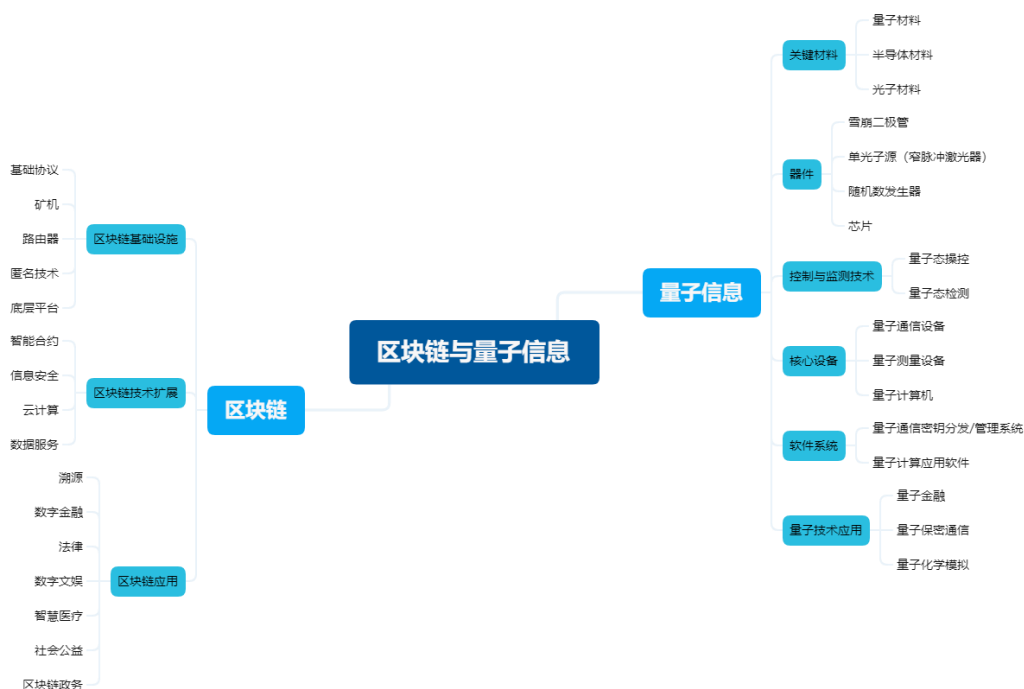 区块链与量子信息
量子信息
关键材料
量子材料
半导体材料
光子材料
器件
雪崩二极管
单光子源（窄脉冲激光器）
随机数发生器
芯片
控制与监测技术
量子态操控
量子态检测
核心设备
量子通信设备
量子测量设备
量子计算机
软件系统
量子通信密钥分发/管理系统
量子计算应用软件
量子技术应用
量子金融
量子保密通信
量子化学模拟
区块链
区块链基础设施
基础协议
矿机
路由器
匿名技术
底层平台
区块链技术扩展
智能合约
信息安全
云计算
数据服务
区块链应用
溯源
数字金融
法律
数字文娱
智慧医疗
社会公益
区块链政务